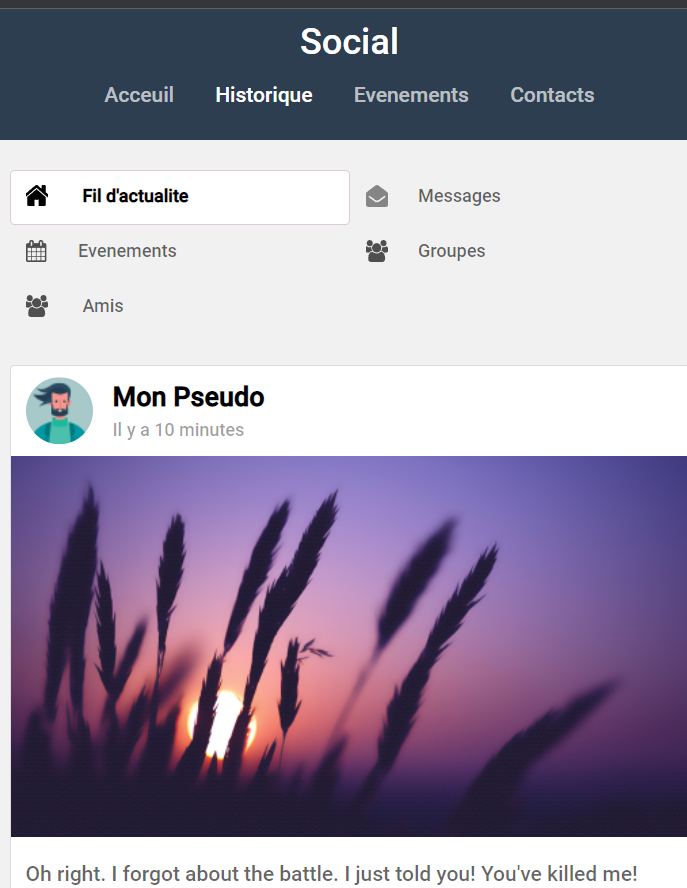 Social
Acceuil Historique Evenements Contacts
Fil d'actualite Messages
Evenements Groupes
Amis
Mon Pseudo
Il y a 10 minutes
Oh right. I forgot about the battle. I just told you! You've killed me!